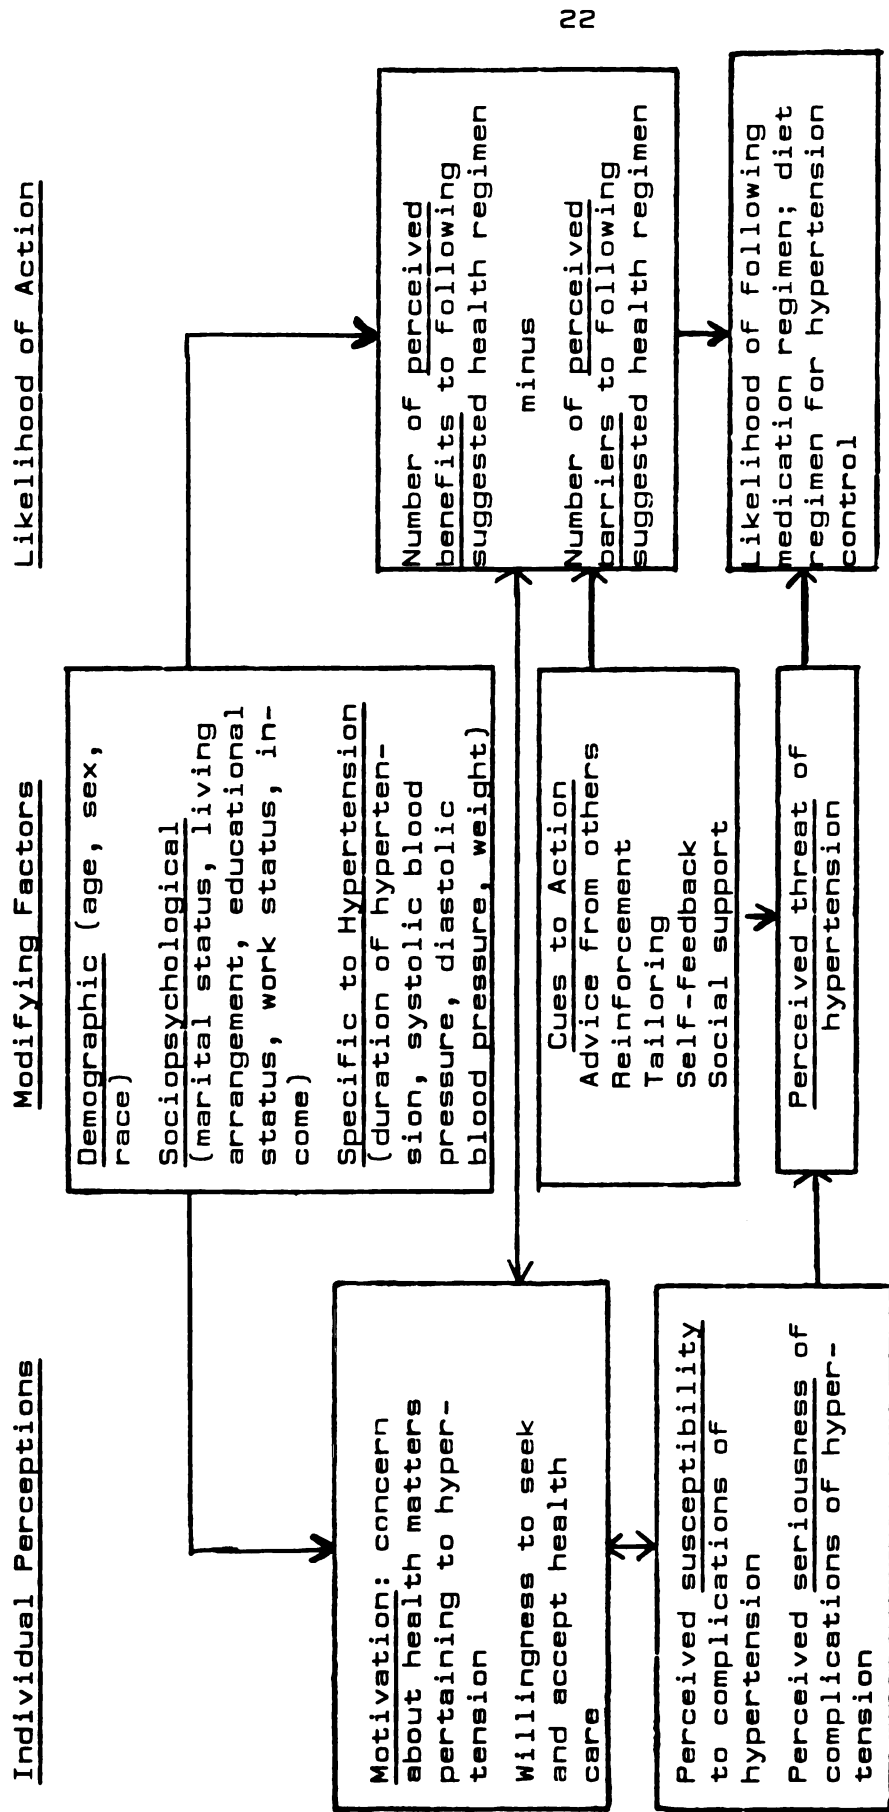 22
Individual Perceptions
Modifying Factors
Likelihood of Action
Demographic (age, sex,
race)
Sociopsychological
(marital status, living
arrangement, educational
status, work status, in-
come)
Specific to Hypertension
(duration of hyperten-
sion, systolic blood
pressure, diastolic
blood pressure, weight)
Motivation: concern
about health matters
pertaining to hyper-
tension
Willingness to seek
and accept health
care
Number of perceived
benefits to following
suggested health regimen
minus
Number of perceived
barriers to following
suggested health regimen
Cues to Action
Advice from others
Reinforcement
Tailoring
Self-feedback
Social support
Perceived susceptibility
to complications of
hypertension
Perceived seriousness of
complications of hyper-
tension
Perceived threat of
hypertension
Likelihood of following
medication regimen; diet
regimen for hypertension
control